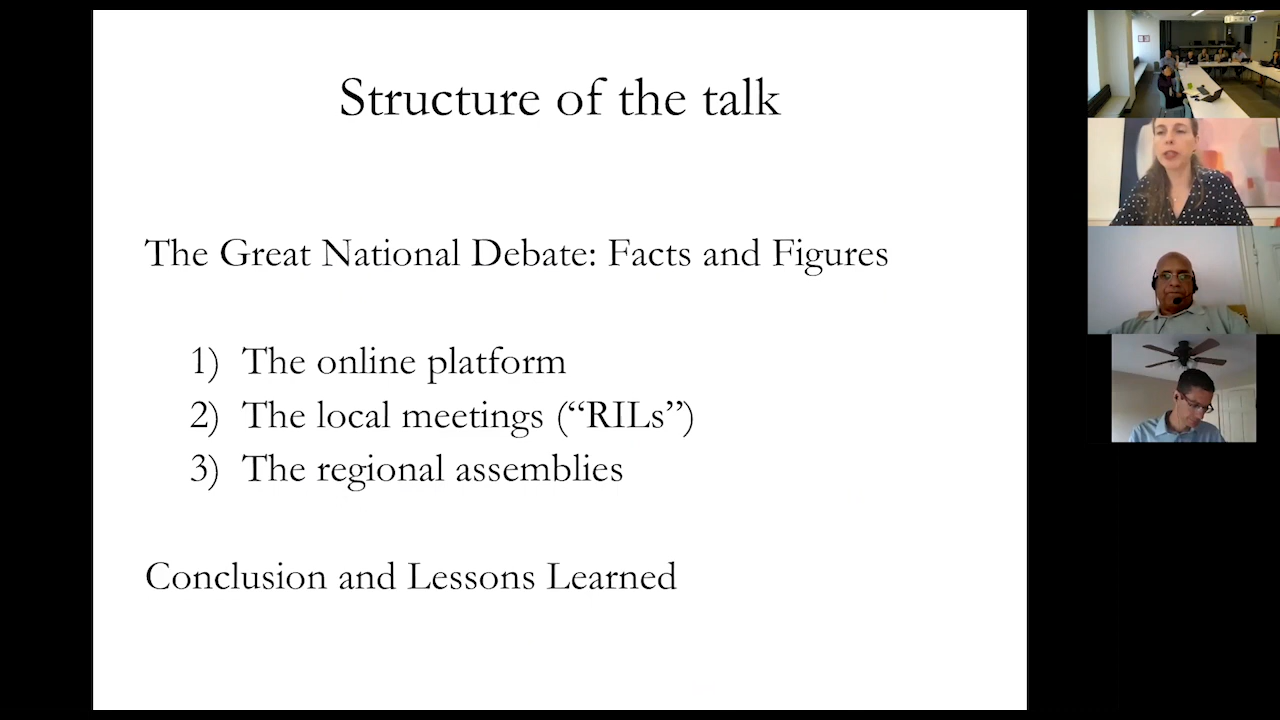 Structure of the talk
The Great National Debate: Facts and Figures
1) The online platform
2) The local meetings (“RILs”)
3) The regional assemblies
Conclusion and Lessons Learned